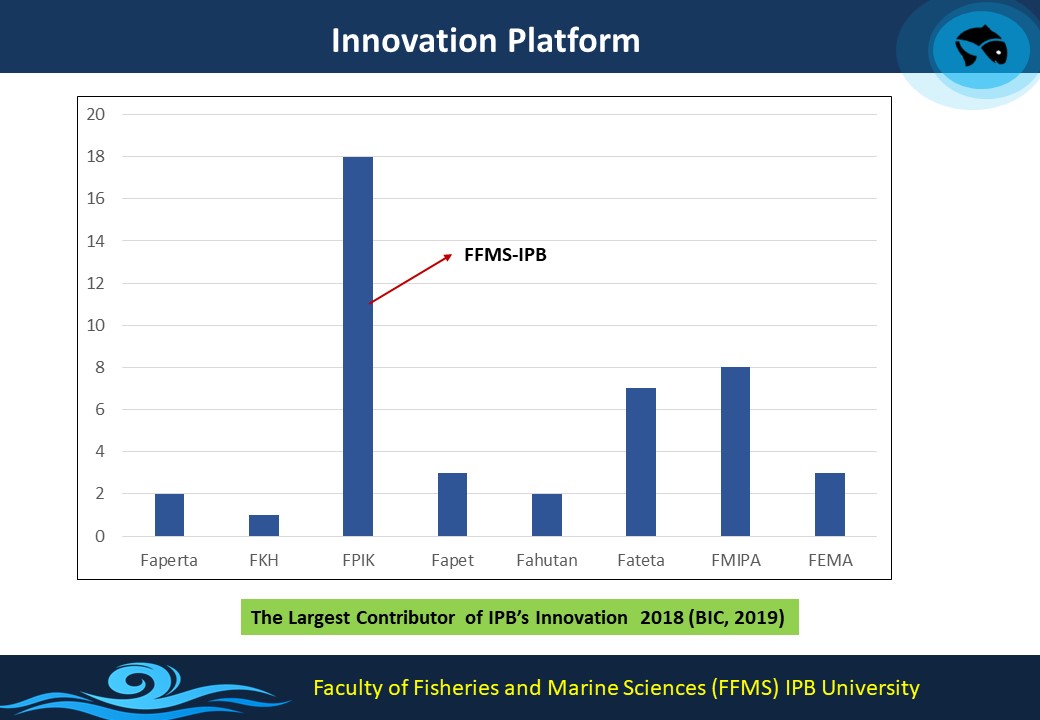 Innovation Platform
20
18
16
14
12
10
8
6
4
2
0
FFMS-IPB
Faperta FKH FPIK Fapet Fahutan Fateta FMIPA FEMA
The Largest Contributor of IPB’s Innovation 2018 (BIC, 2019)
Faculty of Fisheries and Marine Sciences (FFMS) IPB University